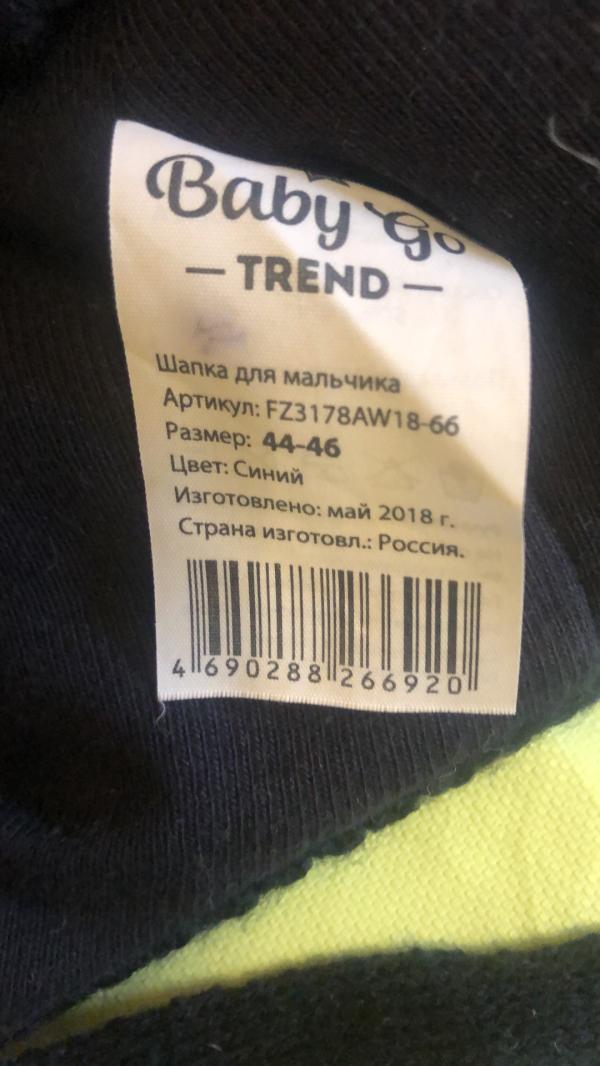 Baby Go
— TREND —
Шапка для мальчика
Артикул: FZ3178AW18-66
Размер: 44-46
Цвет: Синий
Изготовлено: май 2018 г.
Страна изготовл.: Россия.
4 690288 266920